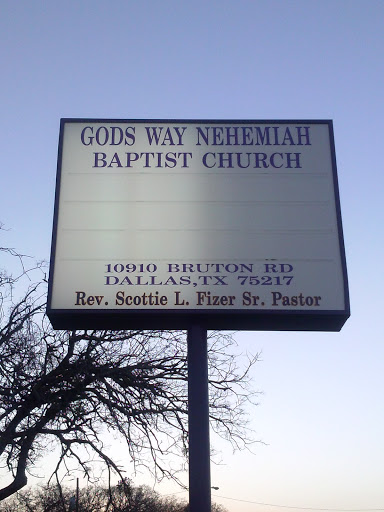 GODS WAY NEHEMIAH
BAPTIST CHURCH
10910 BRUTON RD
DALLAS,TX 75217
Rev. Scottie L. Fizer Sr. Pastor